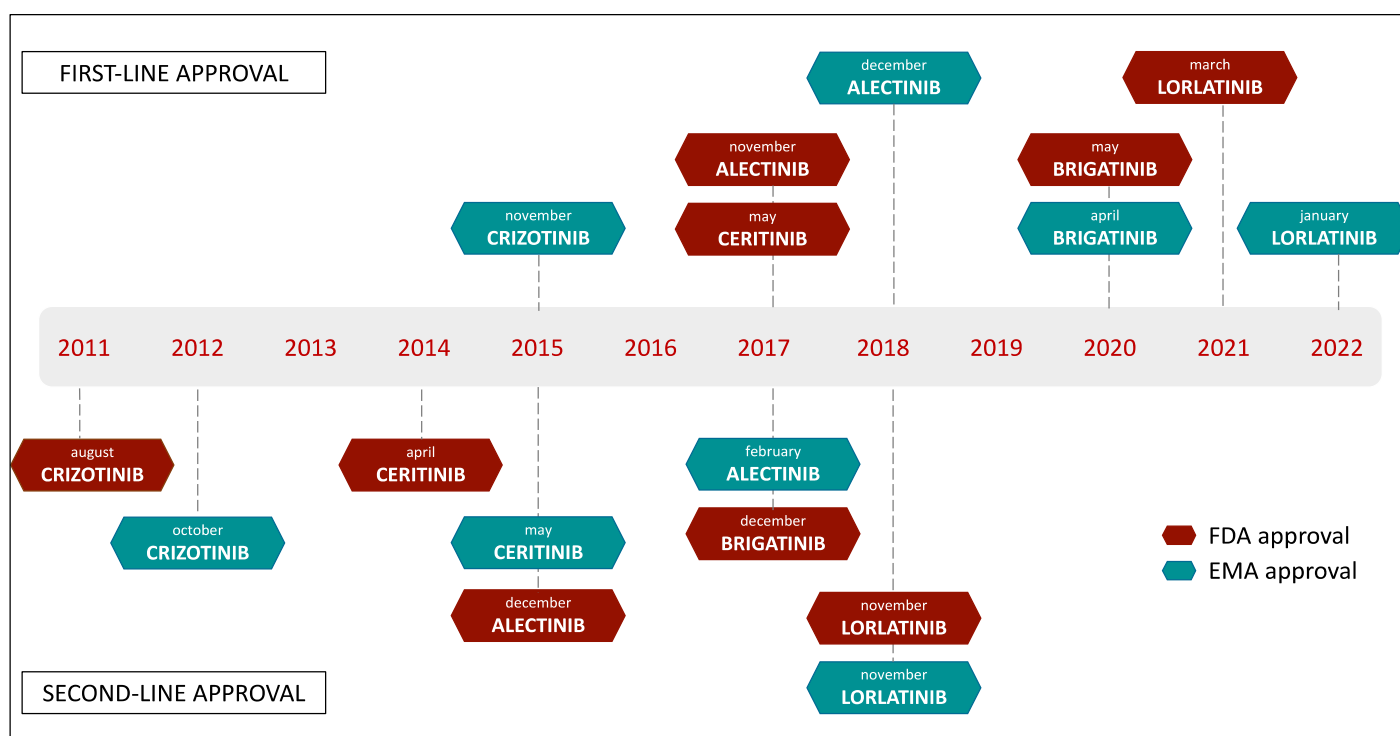 FIRST-LINE APPROVAL
december
ALECTINIB
march
LORLATINIB
november
ALECTINIB
may
BRIGATINIB
november
CRIZOTINIB
may
CERITINIB
april
BRIGATINIB
january
LORLATINIB
2011 2012 2013 2014 2015 2016 2017 2018 2019 2020 2021 2022
august
CRIZOTINIB
april
CERITINIB
february
ALECTINIB
october
CRIZOTINIB
may
CERITINIB
december
BRIGATINIB
FDA approval
EMA approval
december
ALECTINIB
november
LORLATINIB
november
LORLATINIB
SECOND-LINE APPROVAL